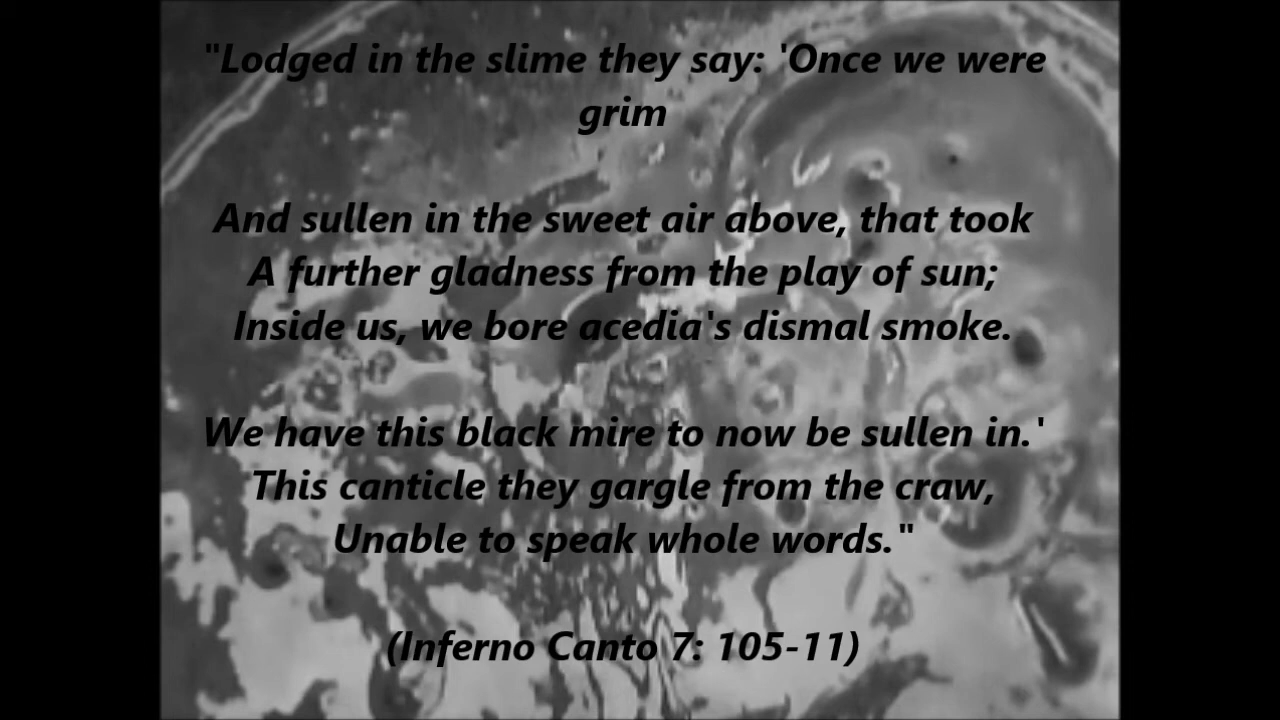 "Lodged in the slime they say: 'Once we were
grim
And sullen in the sweet air above, that took
A further gladness from the play of sun;
Inside us, we bore acedia's dismal smoke.
We have this black mire to now be sullen in.'
This canticle they gargle from the craw,
Unable to speak whole words."
(Inferno Canto 7: 105-11)